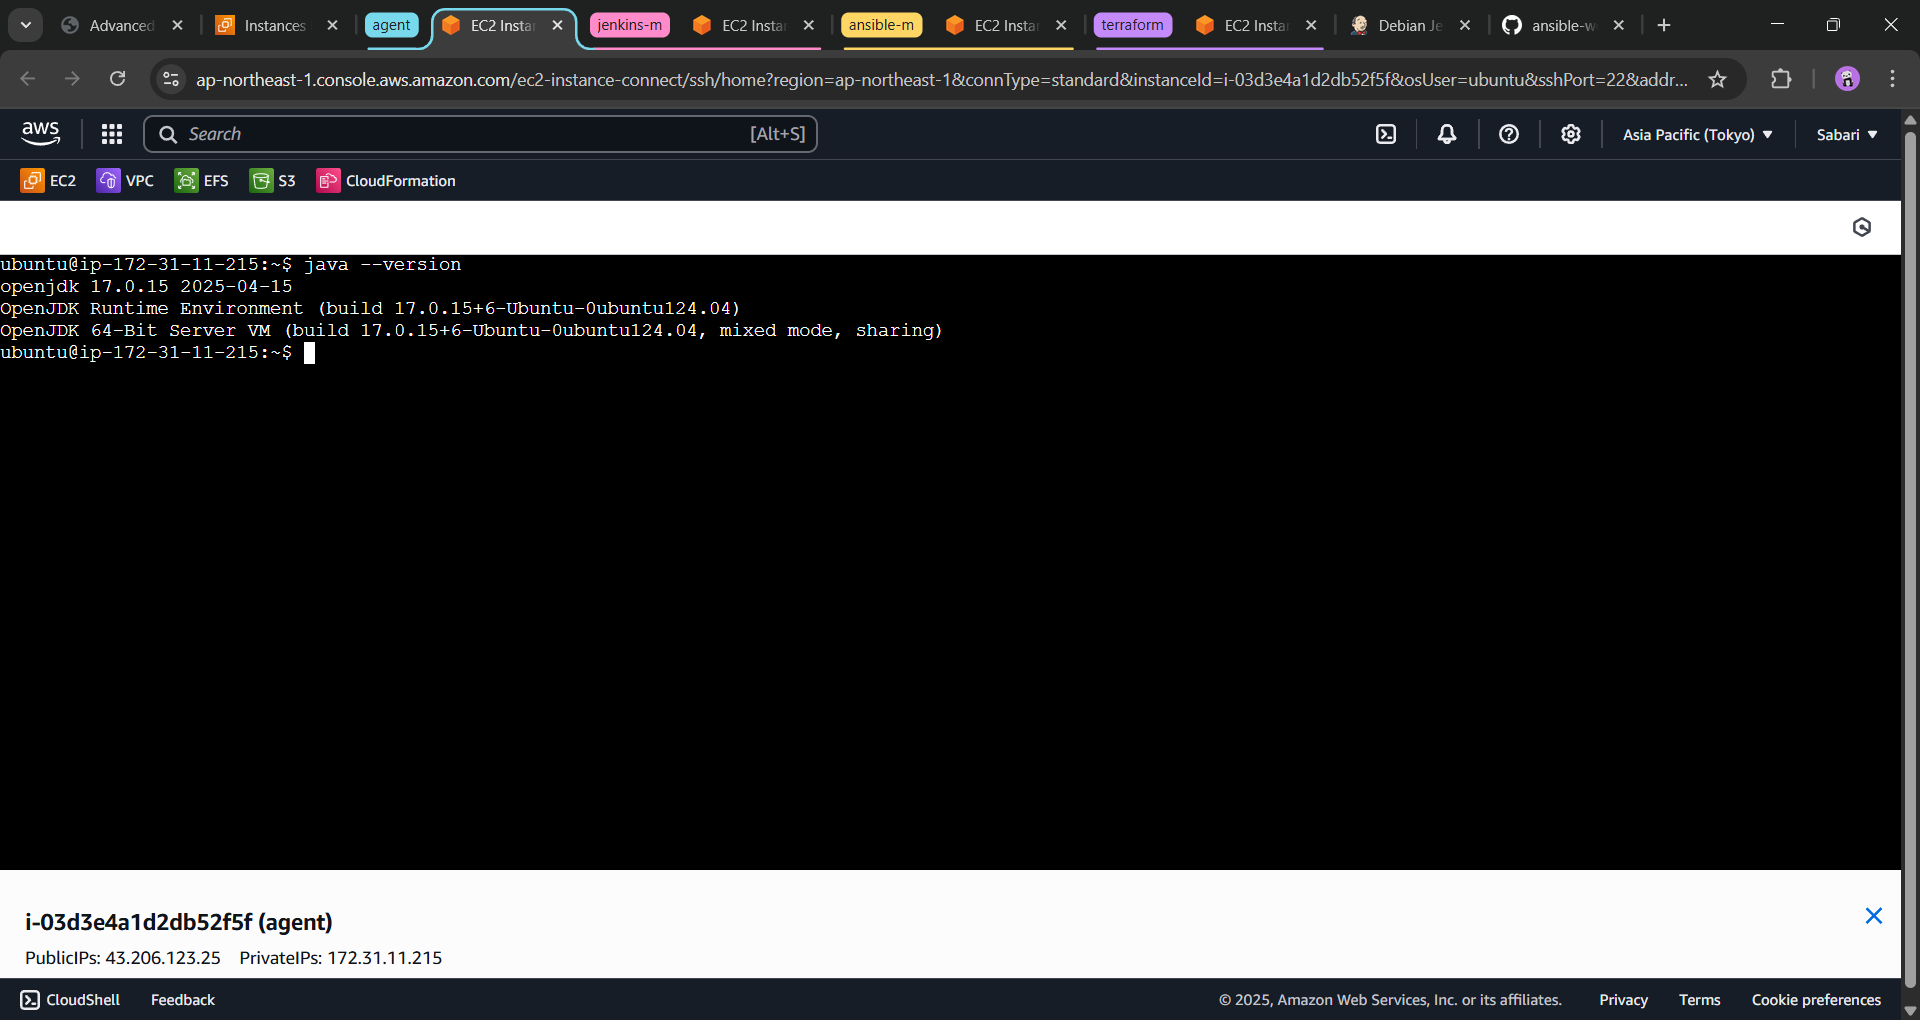 Advanced
Instances
agent
EC2 Insta
jenkins-m
EC2 Insta
ansible-m
EC2 Insta
terraform
EC2 Insta
Debian Je
ansible-w
ap-northeast-1.console.aws.amazon.com/ec2-instance-connect/ssh/home?region=ap-northeast-1&connType=standard&instanceId=i-03d3e4a1d2db52f5f&osUser=ubuntu&sshPort=22&addr...
aws
Search
[Alt+S]
Asia Pacific (Tokyo)
Sabari
EC2
VPC
EFS
S3
CloudFormation
ubuntu@ip-172-31-11-215:~$ java --version
openjdk 17.0.15 2025-04-15
OpenJDK Runtime Environment (build 17.0.15+6-Ubuntu-0ubuntu124.04)
OpenJDK 64-Bit Server VM (build 17.0.15+6-Ubuntu-0ubuntu124.04, mixed mode, sharing)
ubuntu@ip-172-31-11-215:~$
i-03d3e4a1d2db52f5f (agent)
PublicIPs: 43.206.123.25 PrivateIPs: 172.31.11.215
CloudShell
Feedback
© 2025, Amazon Web Services, Inc. or its affiliates.
Privacy
Terms
Cookie preferences